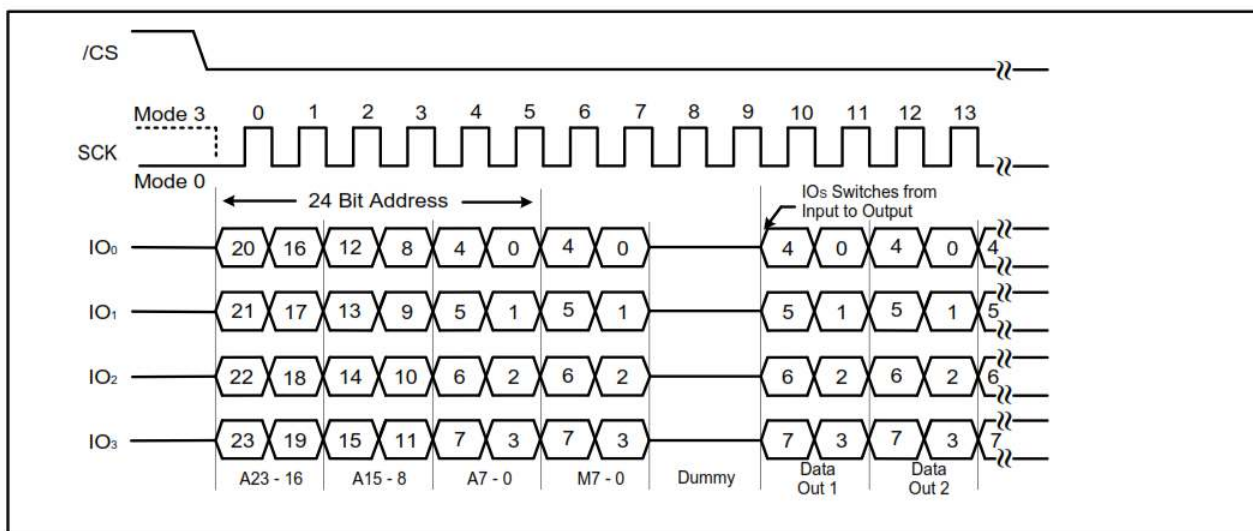 /CS
Mode 3 0 1 2 3 4 5 6 7 8 9 10 11 12 13
SCK
Mode 0
24 Bit Address
IOs Switches from
Input to Output
IO0 20 16 12 8 4 0 4 0 4 0 4 0 4
IO1 21 17 13 9 5 1 5 1 5 1 5 1 5
IO2 22 18 14 10 6 2 6 2 6 2 6 2 6
IO3 23 19 15 11 7 3 7 3 7 3 7 3 7
A23 - 16 A15 - 8 A7 - 0 M7 - 0 Dummy Data Data
Out 1 Out 2